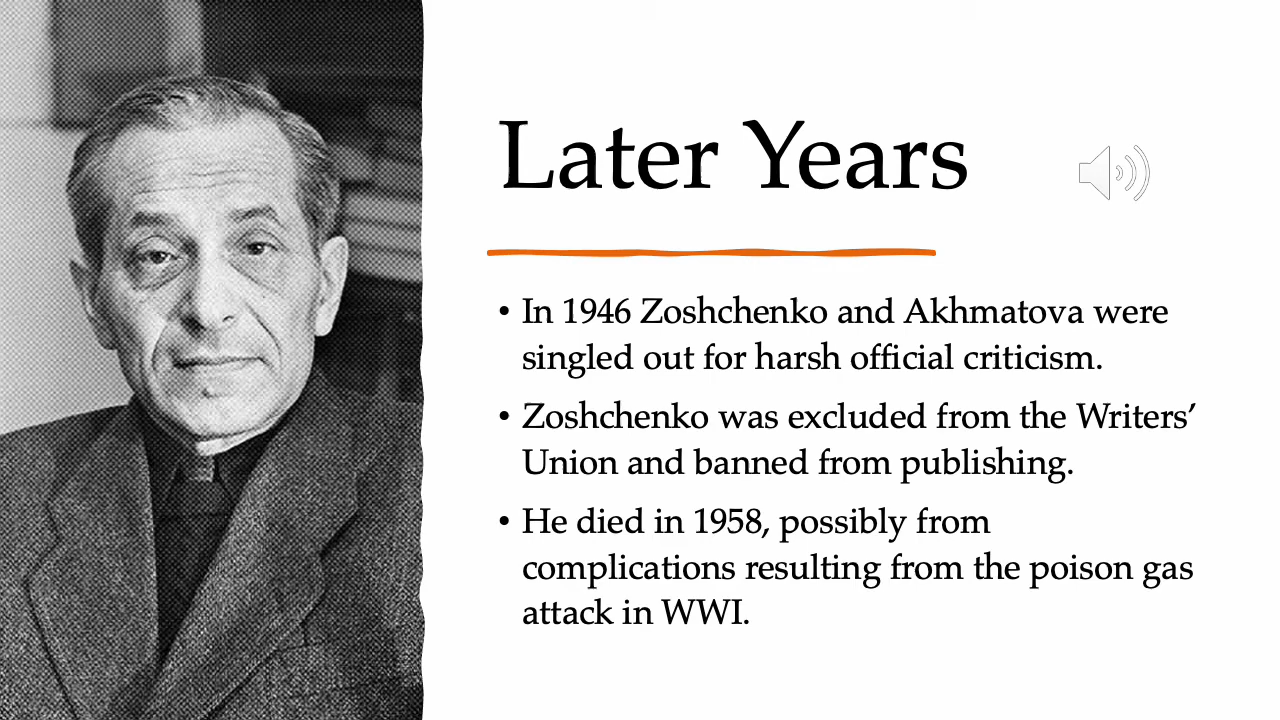 Later Years
• In 1946 Zoshchenko and Akhmatova were
singled out for harsh official criticism.
• Zoshchenko was excluded from the Writers’
Union and banned from publishing.
• He died in 1958, possibly from
complications resulting from the poison gas
attack in WWI.